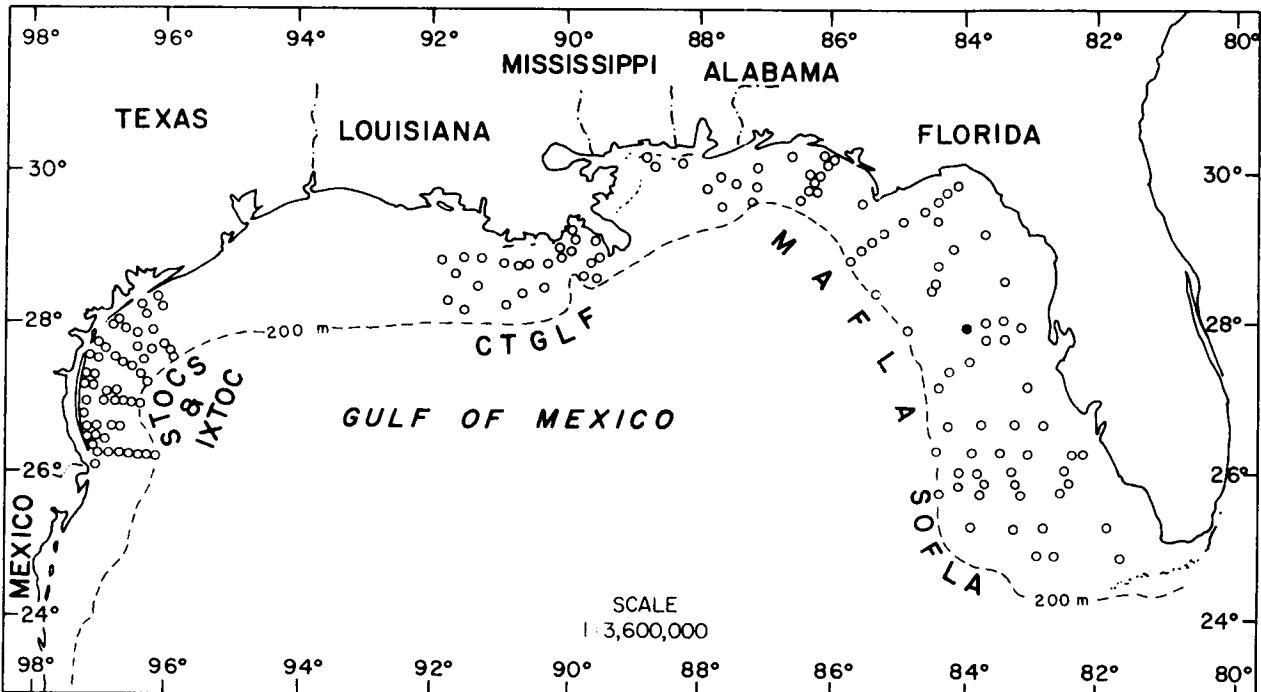 98° 96° 94° 92° 90° 88° 86° 84° 82° 80°
MISSISSIPPI ALABAMA
TEXAS LOUISIANA FLORIDA
30° 30°
MAFLA
28° 28°
200 m
CTGLF
STOCS & IXTOC
GULF OF MEXICO
26° 26°
MEXICO
SOFLA
200 m
24° 24°
SCALE
1:3,600,000
98° 96° 94° 92° 90° 88° 86° 84° 82° 80°